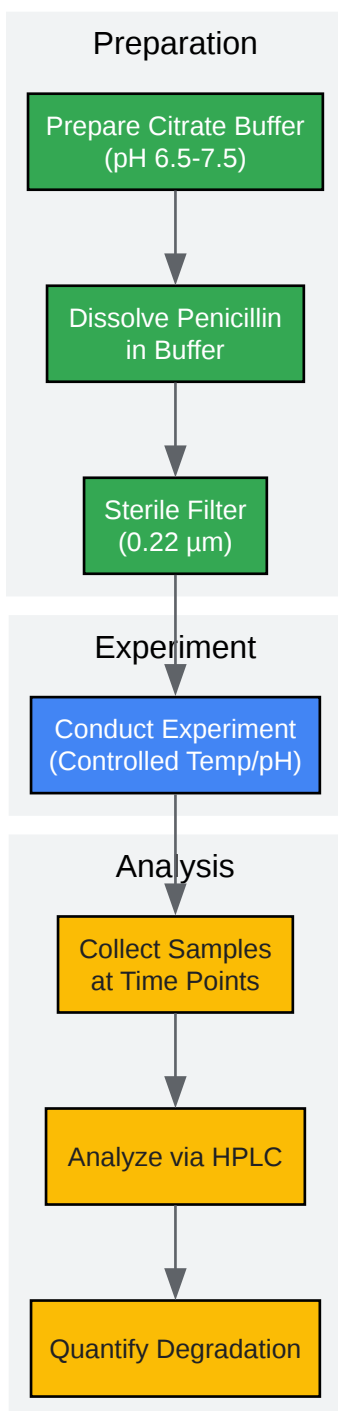 Preparation
Prepare Citrate Buffer
(pH 6.5-7.5)
Dissolve Penicillin
in Buffer
Sterile Filter
(0.22 µm)
Experiment
Conduct Experiment
(Controlled Temp/pH)
Analysis
Collect Samples
at Time Points
Analyze via HPLC
Quantify Degradation